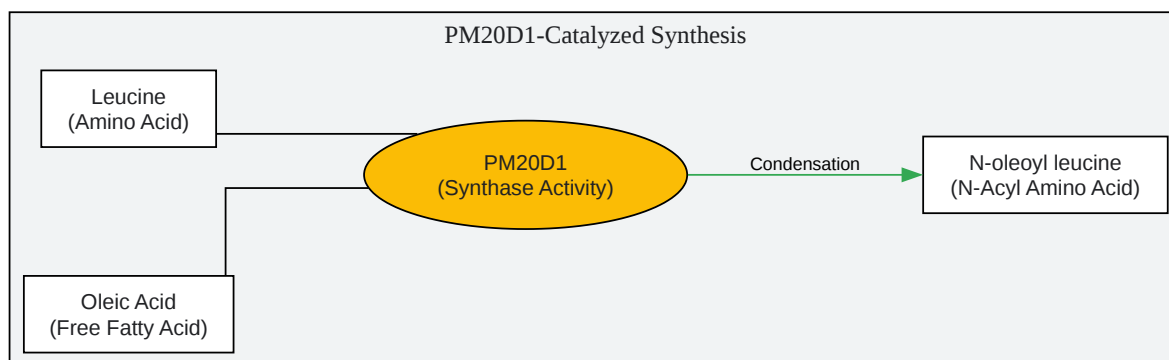 PM20D1-Catalyzed Synthesis
Leucine
(Amino Acid)
PM20D1
(Synthase Activity)
Condensation
N-oleoyl leucine
(N-Acyl Amino Acid)
Oleic Acid
(Free Fatty Acid)